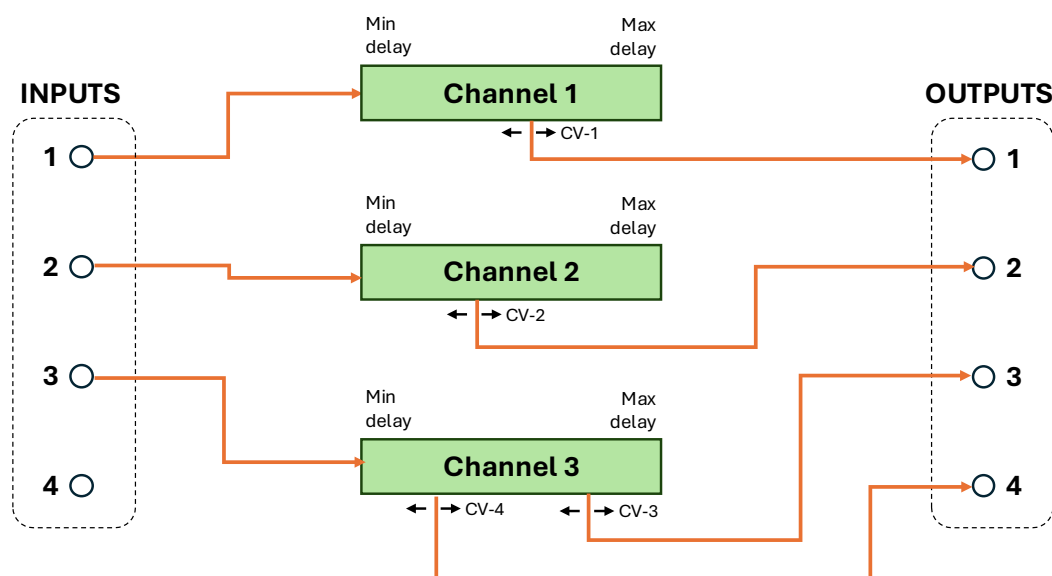 Min
delay
Max
delay
INPUTS
Channel 1
OUTPUTS
CV-1
1
1
Min
delay
Max
delay
2
Channel 2
2
CV-2
3
3
Min
delay
Max
delay
Channel 3
4
4
CV-4
CV-3